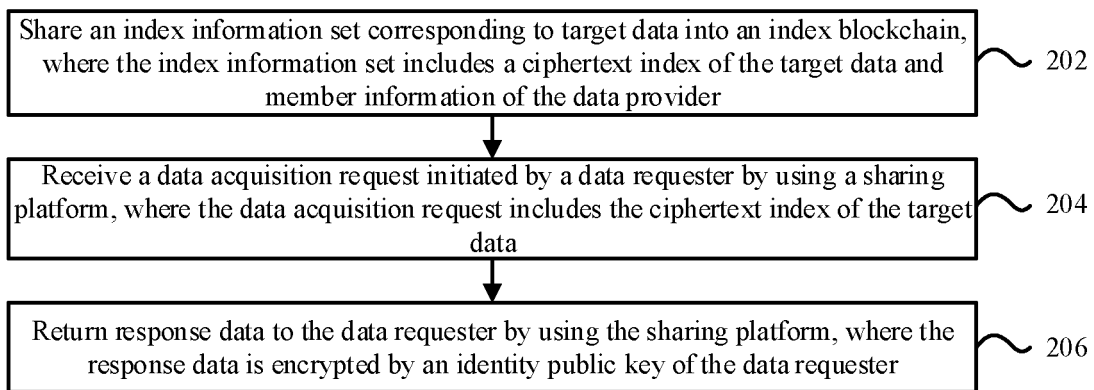 Share an index information set corresponding to target data into an index blockchain,
where the index information set includes a ciphertext index of the target data and
member information of the data provider
202
Receive a data acquisition request initiated by a data requester by using a sharing
platform, where the data acquisition request includes the ciphertext index of the target
data
204
Return response data to the data requester by using the sharing platform, where the
response data is encrypted by an identity public key of the data requester
206